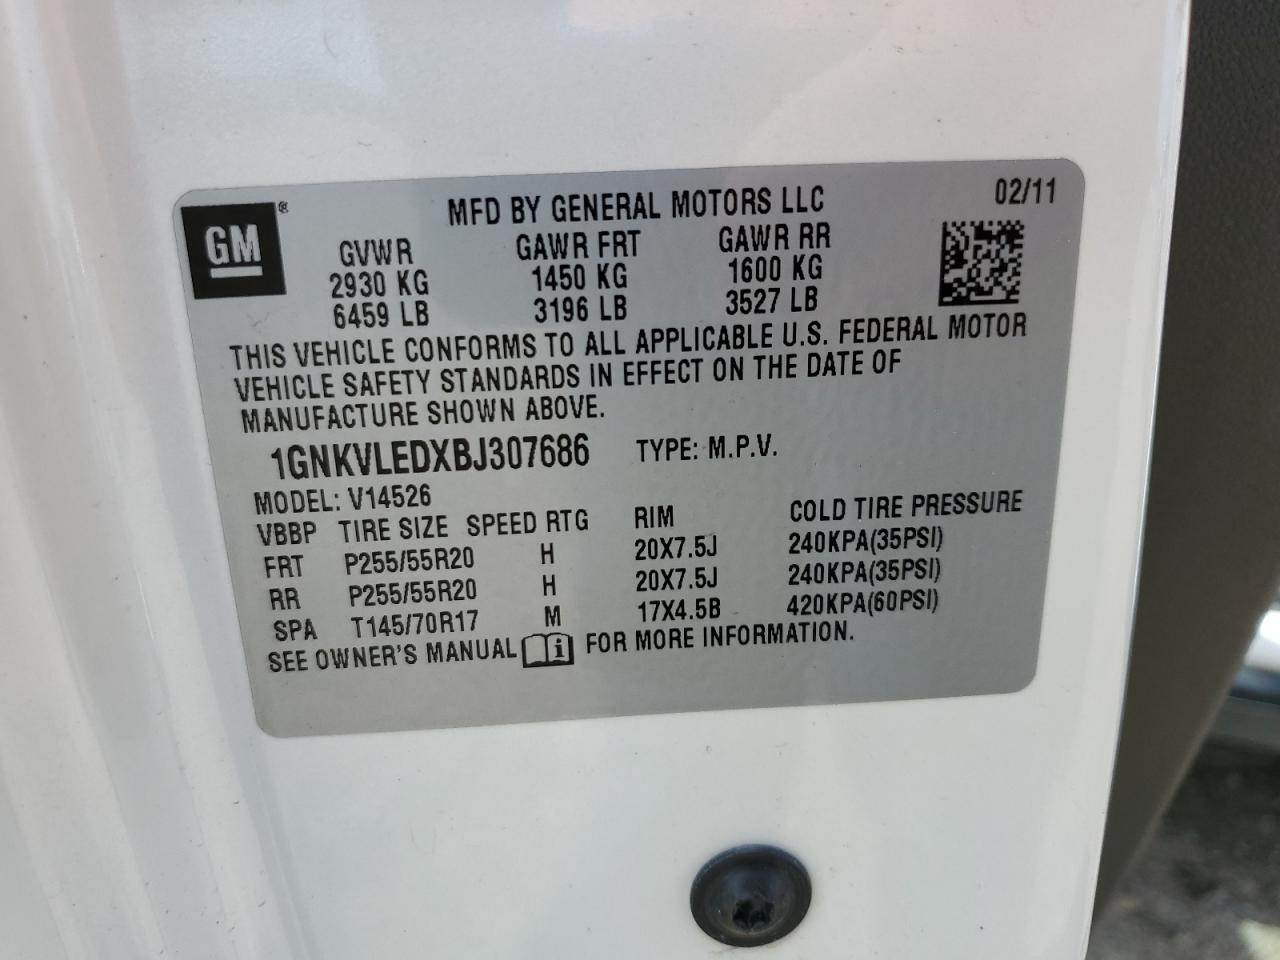 GM ®
MFD BY GENERAL MOTORS LLC 02/11
GVWR GAWR FRT GAWR RR
2930 KG 1450 KG 1600 KG
6459 LB 3196 LB 3527 LB
THIS VEHICLE CONFORMS TO ALL APPLICABLE U.S. FEDERAL MOTOR
VEHICLE SAFETY STANDARDS IN EFFECT ON THE DATE OF
MANUFACTURE SHOWN ABOVE.
1GNKVLEDXBJ307686 TYPE: M.P.V.
MODEL: V14526
VBBP TIRE SIZE SPEED RTG RIM COLD TIRE PRESSURE
FRT P255/55R20 H 20X7.5J 240KPA(35PSI)
RR P255/55R20 H 20X7.5J 240KPA(35PSI)
SPA T145/70R17 M 17X4.5B 420KPA(60PSI)
SEE OWNER'S MANUAL i FOR MORE INFORMATION.